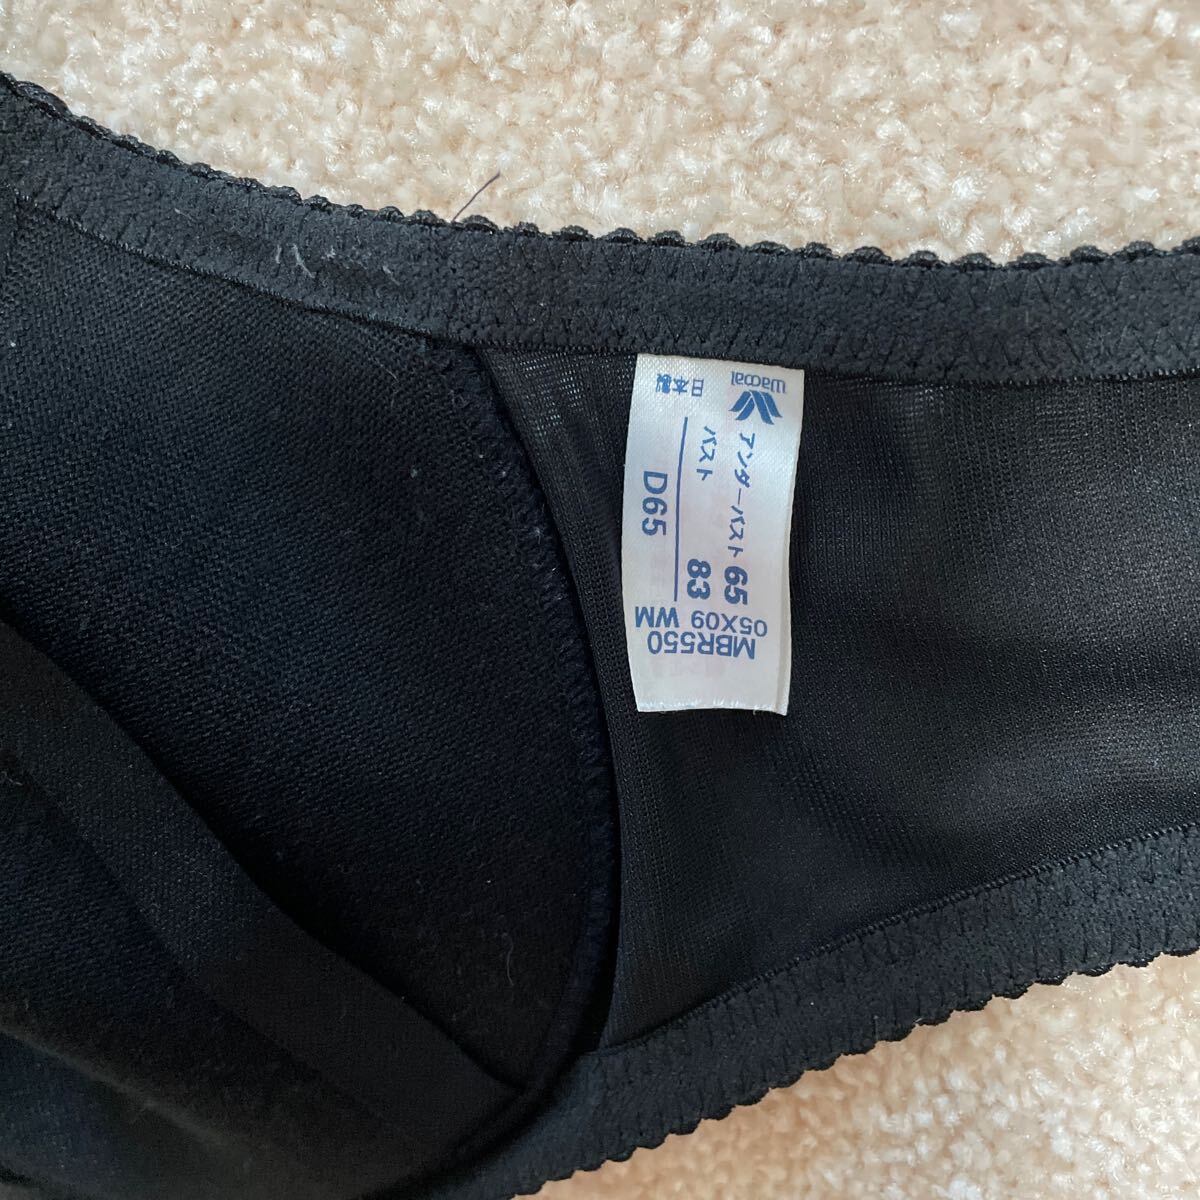 Wacoal
日本製
アンダーバスト 65
バスト 83
D65
MBR550
05X09 WM